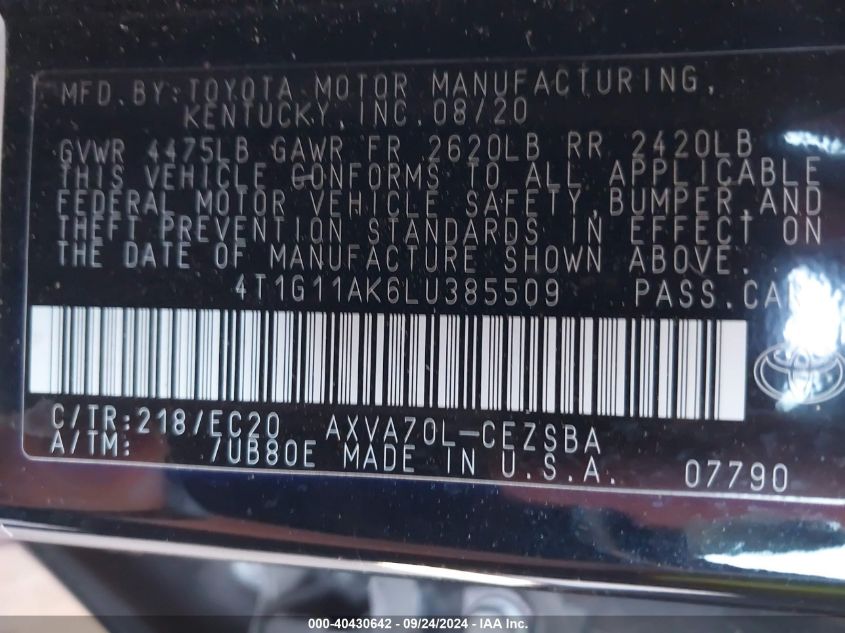 MFD.BY:TOYOTA MOTOR MANUFACTURING,
KENTUCKY, INC.08/20
GVWR 4475LB GAWR FR 2620LB RR 2420LB
THIS VEHICLE CONFORMS TO ALL APPLICABLE
FEDERAL MOTOR VEHICLE SAFETY,BUMPER,AND
THEFT PREVENTION STANDARDS IN EFFECT ON
THE DATE OF MANUFACTURE SHOWN ABOVE.
4T1G11AK6LU385509 PASS.CAR
C/TR:218/EC20 AXVA70L-CEZSBA
A/TM: /UB80E MADE IN U.S.A. 07790
000-40430642 - 09/24/2024 - IAA Inc.